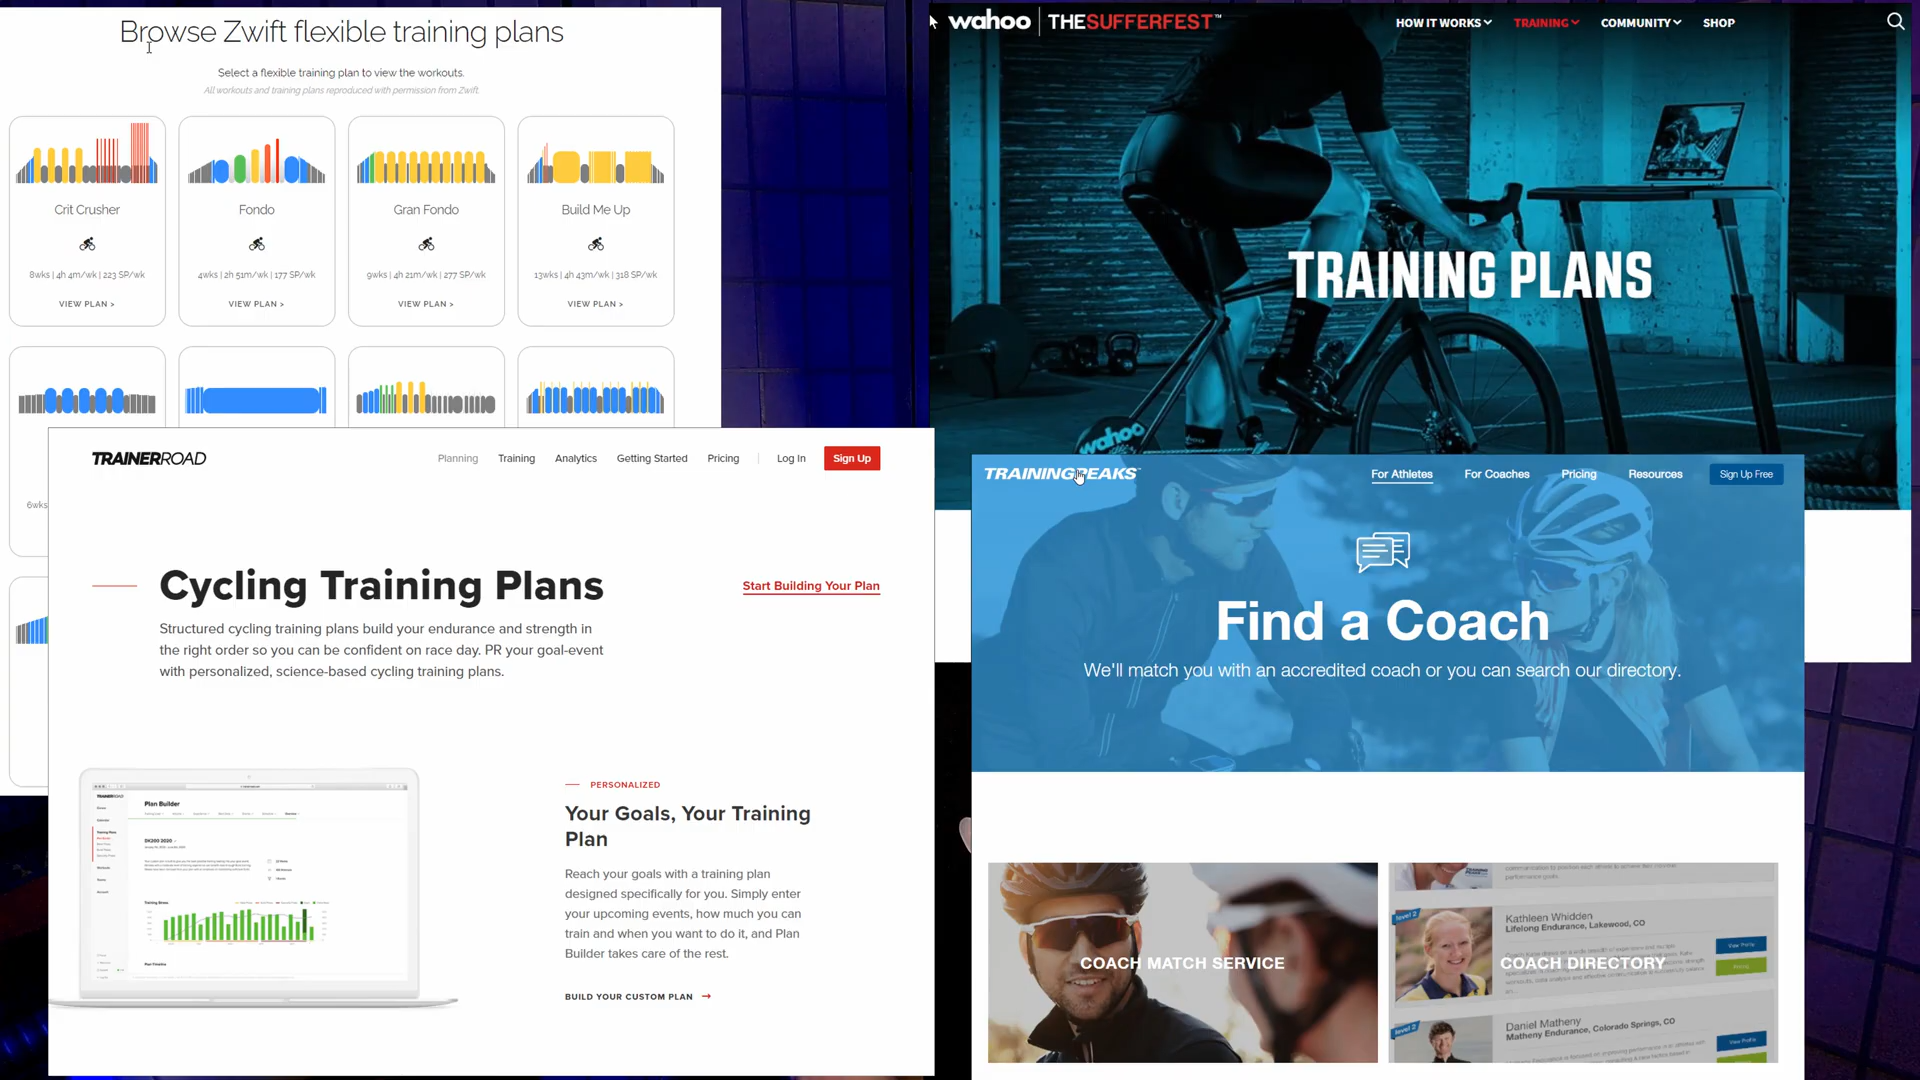 Browse Zwift flexible training plans
Select a flexible training plan to view the workouts.
All workouts and training plans reproduced with permission from Zwift.
Crit Crusher
8wks | 4h 4m/wk | 223 SP/wk
VIEW PLAN >
Fondo
4wks | 2h 51m/wk | 177 SP/wk
VIEW PLAN >
Gran Fondo
9wks | 4h 21m/wk | 277 SP/wk
VIEW PLAN >
Build Me Up
13wks | 4h 43m/wk | 318 SP/wk
VIEW PLAN >
6wks
wahoo | THESUFFERFEST™
HOW IT WORKS
TRAINING
COMMUNITY
SHOP
TRAINING PLANS
wahoo
TRAINERROAD
Planning
Training
Analytics
Getting Started
Pricing
Log In
Sign Up
Cycling Training Plans
Start Building Your Plan
Structured cycling training plans build your endurance and strength in
the right order so you can be confident on race day. PR your goal-event
with personalized, science-based cycling training plans.
Plan Builder
PERSONALIZED
Your Goals, Your Training
Plan
Reach your goals with a training plan
designed specifically for you. Simply enter
your upcoming events, how much you can
train and when you want to do it, and Plan
Builder takes care of the rest.
BUILD YOUR CUSTOM PLAN →
TRAININGPEAKS
For Athletes
For Coaches
Pricing
Resources
Sign Up Free
Find a Coach
We'll match you with an accredited coach or you can search our directory.
COACH MATCH SERVICE
performance goals.
level 2
Kathleen Whidden
Lifelong Endurance, Lakewood, CO
View Profile
COACH DIRECTORY
level 2
Daniel Matheny
Matheny Endurance, Colorado Springs, CO
View Profile